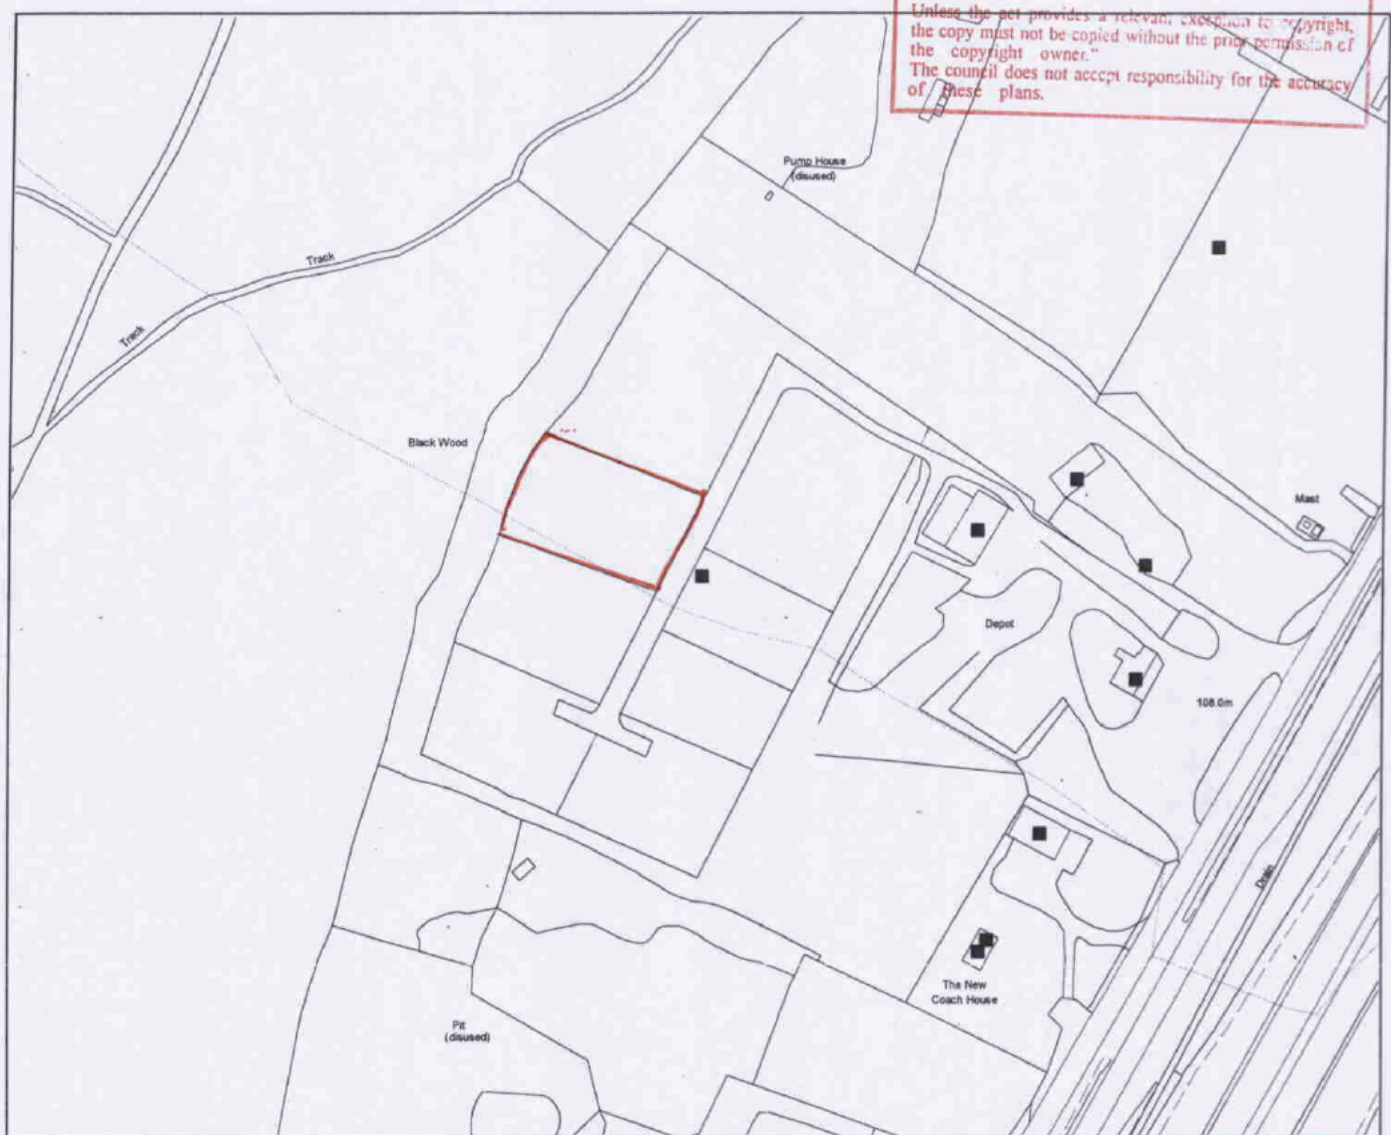 Unless the act provides a relevant exception to copyright,
the copy must not be copied without the prior permission of
the copyright owner."
The council does not accept responsibility for the accuracy
of these plans.
Pump House
(disused)
Track
Track
Black Wood
Mast
Depot
108.0m
Drain
The New
Coach House
Pit
(disused)